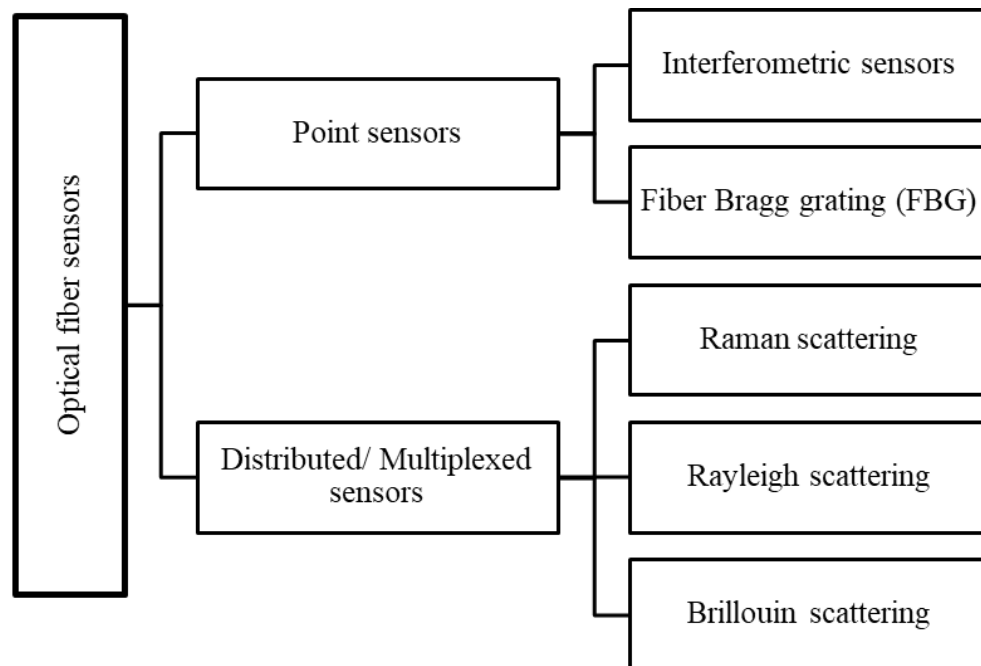 Optical fiber sensors
Point sensors
Interferometric sensors
Fiber Bragg grating (FBG)
Distributed/ Multiplexed
sensors
Raman scattering
Rayleigh scattering
Brillouin scattering